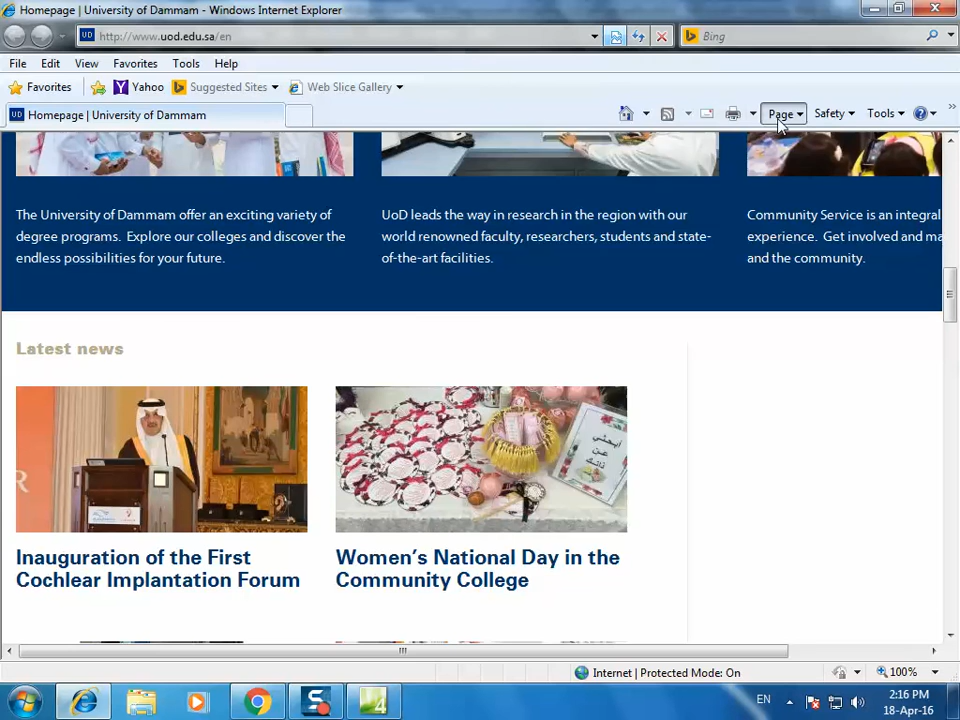 Homepage | University of Dammam - Windows Internet Explorer
UD http://www.uod.edu.sa/en Bing
File Edit View Favorites Tools Help
Favorites Yahoo Suggested Sites Web Slice Gallery
UD Homepage | University of Dammam Page Safety Tools
The University of Dammam offer an exciting variety of
degree programs. Explore our colleges and discover the
endless possibilities for your future.
UoD leads the way in research in the region with our
world renowned faculty, researchers, students and state-
of-the-art facilities.
Community Service is an integral
experience. Get involved and ma
and the community.
Latest news
R
ابحثي
عن
ذاتك
Inauguration of the First
Cochlear Implantation Forum
Women's National Day in the
Community College
Internet | Protected Mode: On 100%
EN 2:16 PM
18-Apr-16